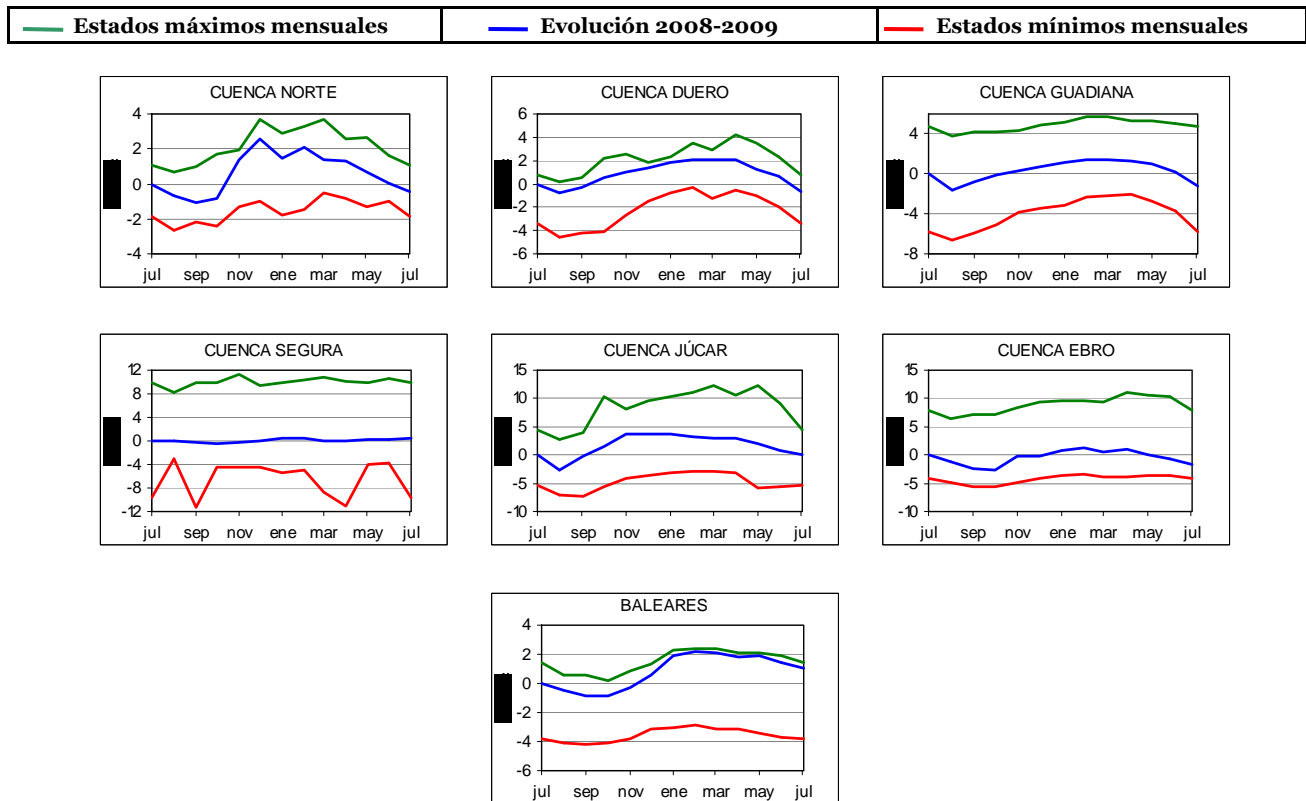 Estados máximos mensuales Evolución 2008-2009 Estados mínimos mensuales
CUENCA NORTE
4
2
0
-2
-4
jul sep nov ene mar may jul
CUENCA DUERO
6
4
2
0
-2
-4
-6
jul sep nov ene mar may jul
CUENCA GUADIANA
4
0
-4
-8
jul sep nov ene mar may jul
CUENCA SEGURA
12
8
4
0
-4
-8
-12
jul sep nov ene mar may jul
CUENCA JÚCAR
15
10
5
0
-5
-10
jul sep nov ene mar may jul
CUENCA EBRO
15
10
5
0
-5
-10
jul sep nov ene mar may jul
BALEARES
4
2
0
-2
-4
-6
jul sep nov ene mar may jul